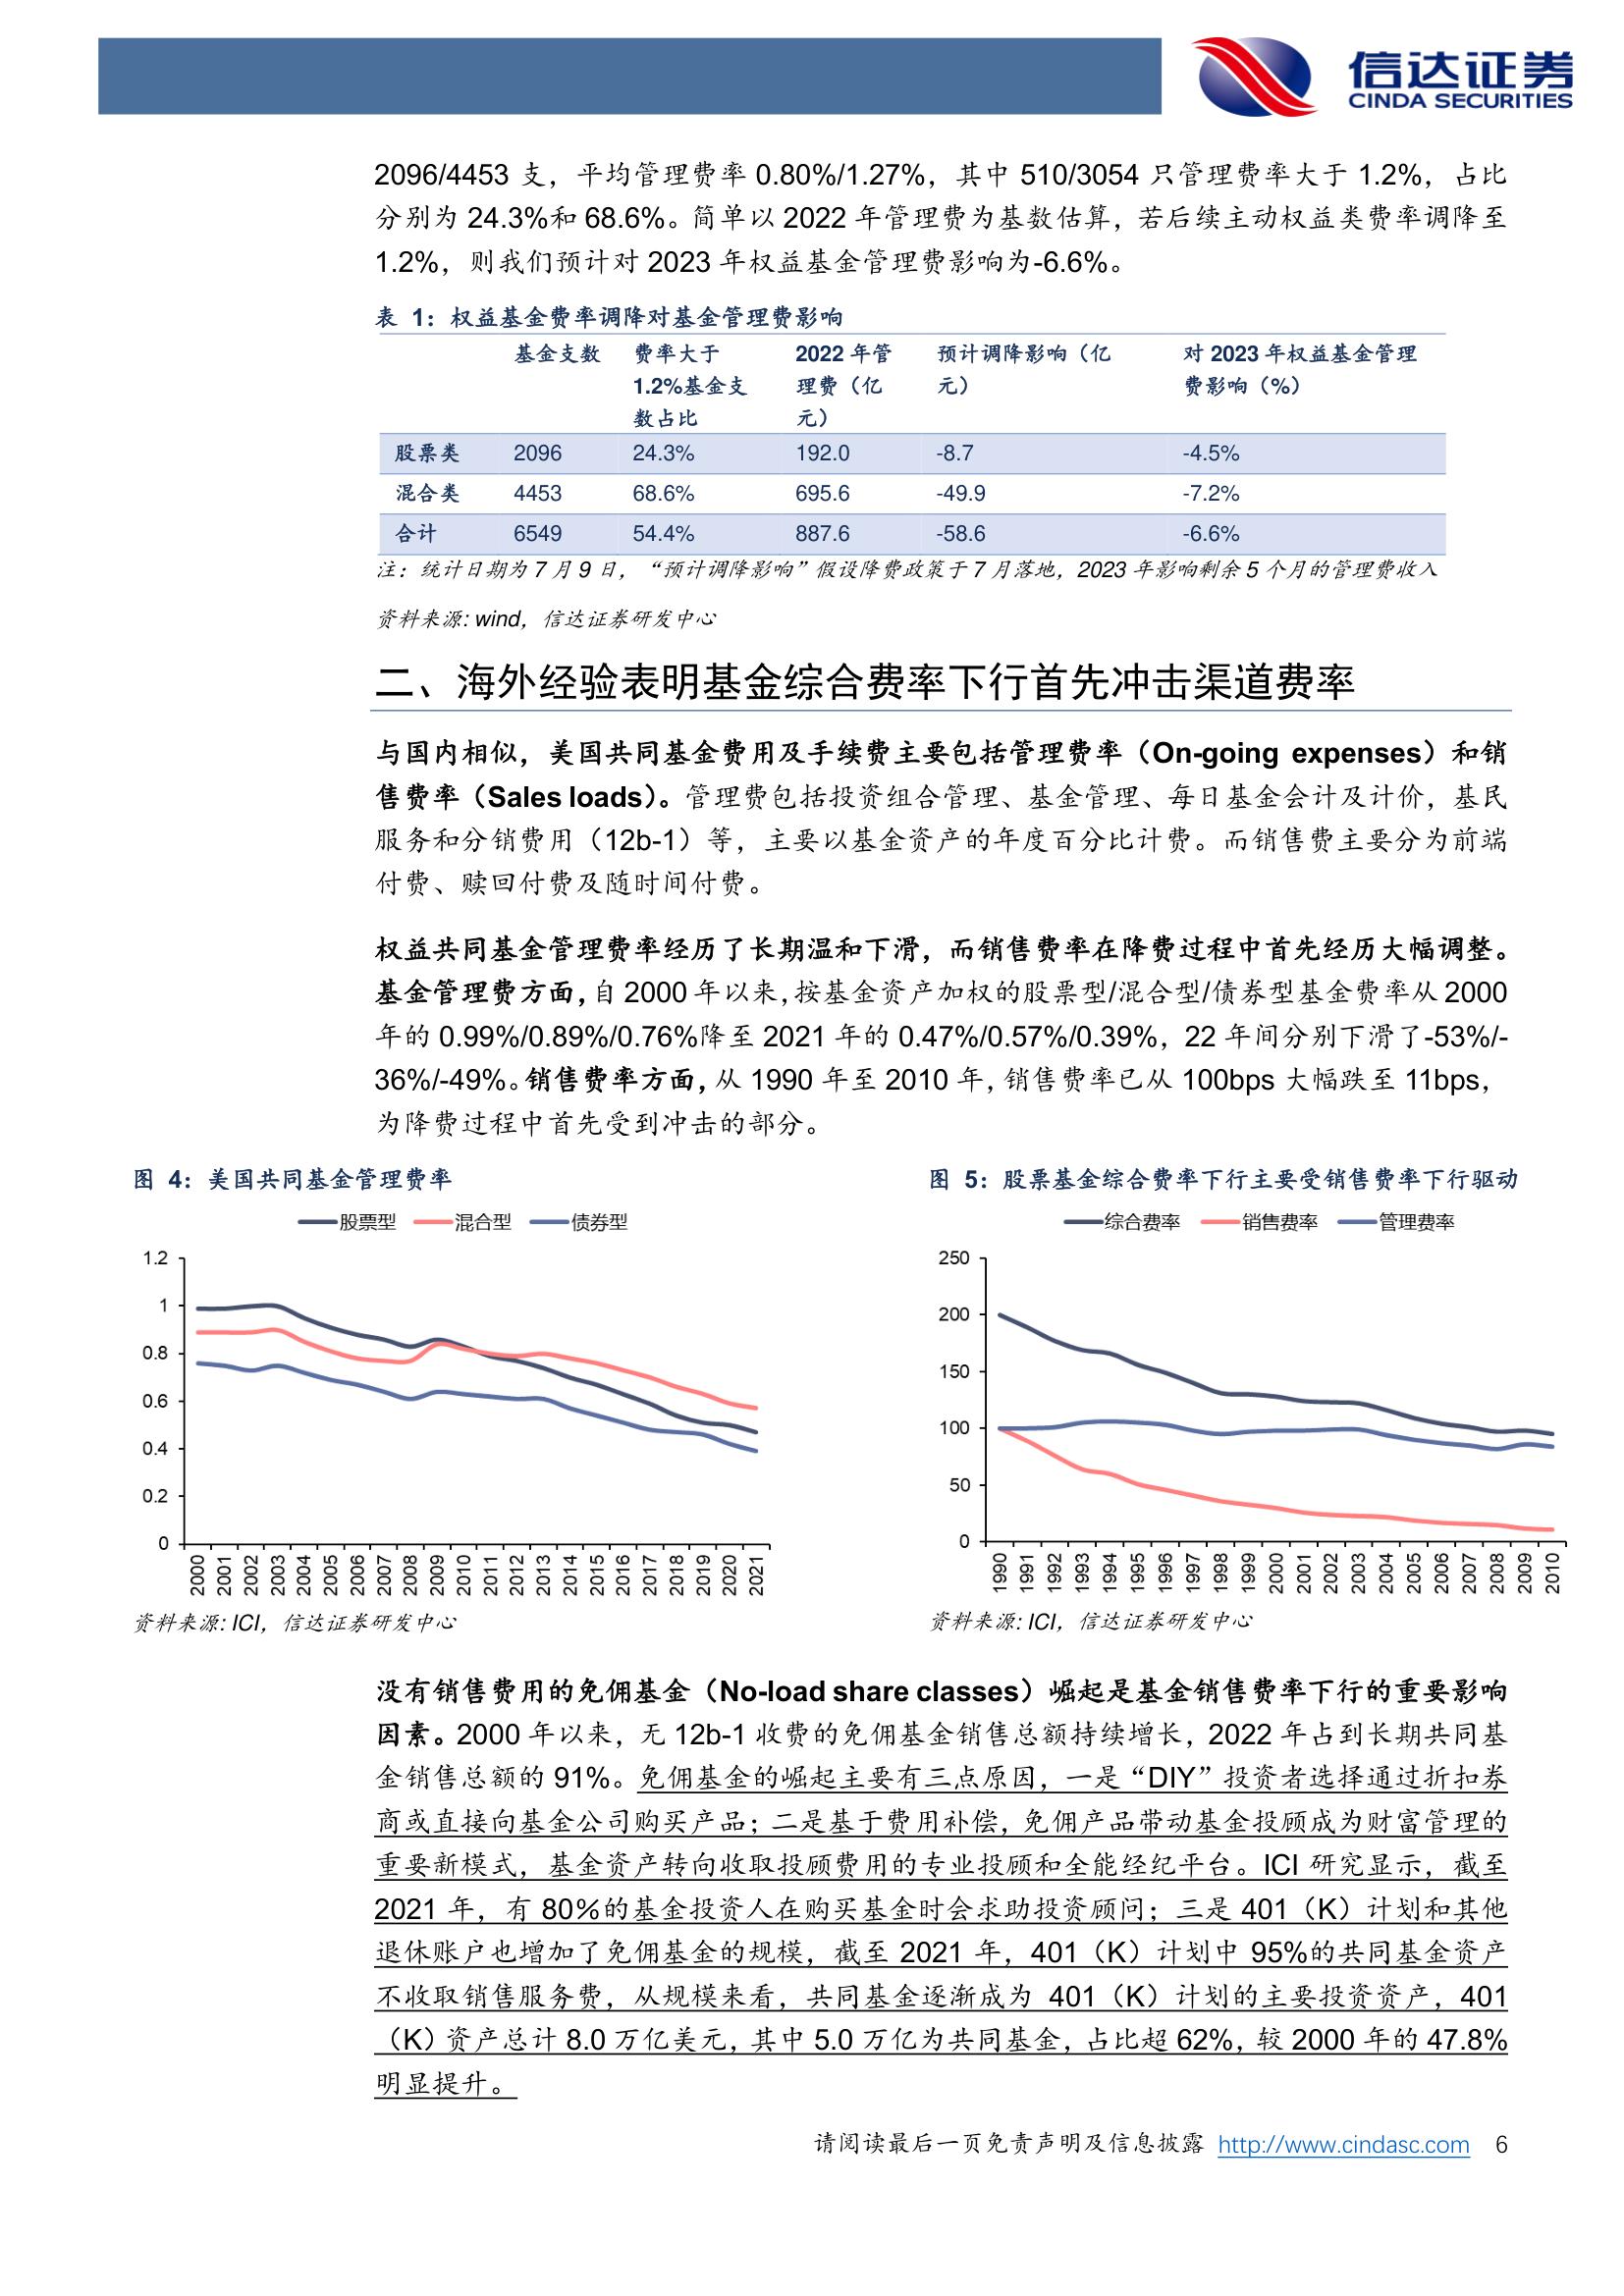 信达证券
CINDA SECURITIES
2096/4453 支，平均管理费率 0.80%/1.27%，其中 510/3054 只管理费率大于 1.2%，占比
分别为 24.3%和 68.6%。简单以 2022 年管理费为基数估算，若后续主动权益类费率调降至
1.2%，则我们预计对 2023 年权益基金管理费影响为-6.6%。
表 1：权益基金费率调降对基金管理费影响
基金支数 费率大于1.2%基金支数占比 2022 年管理费（亿元） 预计调降影响（亿元） 对 2023 年权益基金管理费影响（%）
股票类 2096 24.3% 192.0 -8.7 -4.5%
混合类 4453 68.6% 695.6 -49.9 -7.2%
合计 6549 54.4% 887.6 -58.6 -6.6%
注：统计日期为 7 月 9 日，“预计调降影响”假设降费政策于 7 月落地，2023 年影响剩余 5 个月的管理费收入
资料来源: wind，信达证券研发中心
二、海外经验表明基金综合费率下行首先冲击渠道费率
与国内相似，美国共同基金费用及手续费主要包括管理费率（On-going expenses）和销
售费率（Sales loads）。管理费包括投资组合管理、基金管理、每日基金会计及计价，基民
服务和分销费用（12b-1）等，主要以基金资产的年度百分比计费。而销售费主要分为前端
付费、赎回付费及随时间付费。
权益共同基金管理费率经历了长期温和下滑，而销售费率在降费过程中首先经历大幅调整。
基金管理费方面，自 2000 年以来，按基金资产加权的股票型/混合型/债券型基金费率从 2000
年的 0.99%/0.89%/0.76%降至 2021 年的 0.47%/0.57%/0.39%，22 年间分别下滑了-53%/-
36%/-49%。销售费率方面，从 1990 年至 2010 年，销售费率已从 100bps 大幅跌至 11bps，
为降费过程中首先受到冲击的部分。
图 4：美国共同基金管理费率
股票型 混合型 债券型
1.2
1
0.8
0.6
0.4
0.2
0
2000 2001 2002 2003 2004 2005 2006 2007 2008 2009 2010 2011 2012 2013 2014 2015 2016 2017 2018 2019 2020 2021
资料来源: ICI，信达证券研发中心
图 5：股票基金综合费率下行主要受销售费率下行驱动
综合费率 销售费率 管理费率
250
200
150
100
50
0
1990 1991 1992 1993 1994 1995 1996 1997 1998 1999 2000 2001 2002 2003 2004 2005 2006 2007 2008 2009 2010
资料来源: ICI，信达证券研发中心
没有销售费用的免佣基金（No-load share classes）崛起是基金销售费率下行的重要影响
因素。2000 年以来，无 12b-1 收费的免佣基金销售总额持续增长，2022 年占到长期共同基
金销售总额的 91%。免佣基金的崛起主要有三点原因，一是“DIY”投资者选择通过折扣券
商或直接向基金公司购买产品；二是基于费用补偿，免佣产品带动基金投顾成为财富管理的
重要新模式，基金资产转向收取投顾费用的专业投顾和全能经纪平台。ICI 研究显示，截至
2021 年，有 80%的基金投资人在购买基金时会求助投资顾问；三是 401（K）计划和其他
退休账户也增加了免佣基金的规模，截至 2021 年，401（K）计划中 95%的共同基金资产
不收取销售服务费，从规模来看，共同基金逐渐成为 401（K）计划的主要投资资产，401
（K）资产总计 8.0 万亿美元，其中 5.0 万亿为共同基金，占比超 62%，较 2000 年的 47.8%
明显提升。
请阅读最后一页免责声明及信息披露 http://www.cindasc.com 6